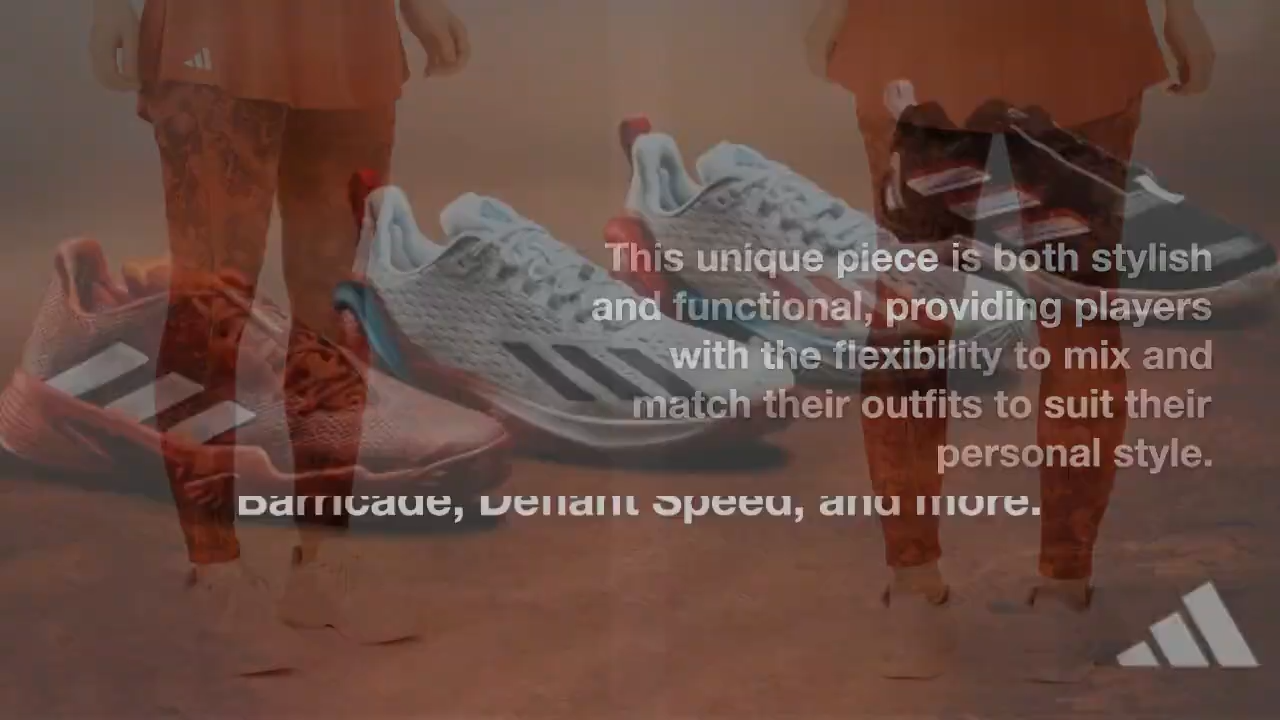 This unique piece is both stylish
and functional, providing players
with the flexibility to mix and
match their outfits to suit their
personal style.
Barricade, Defiant Speed, and more.